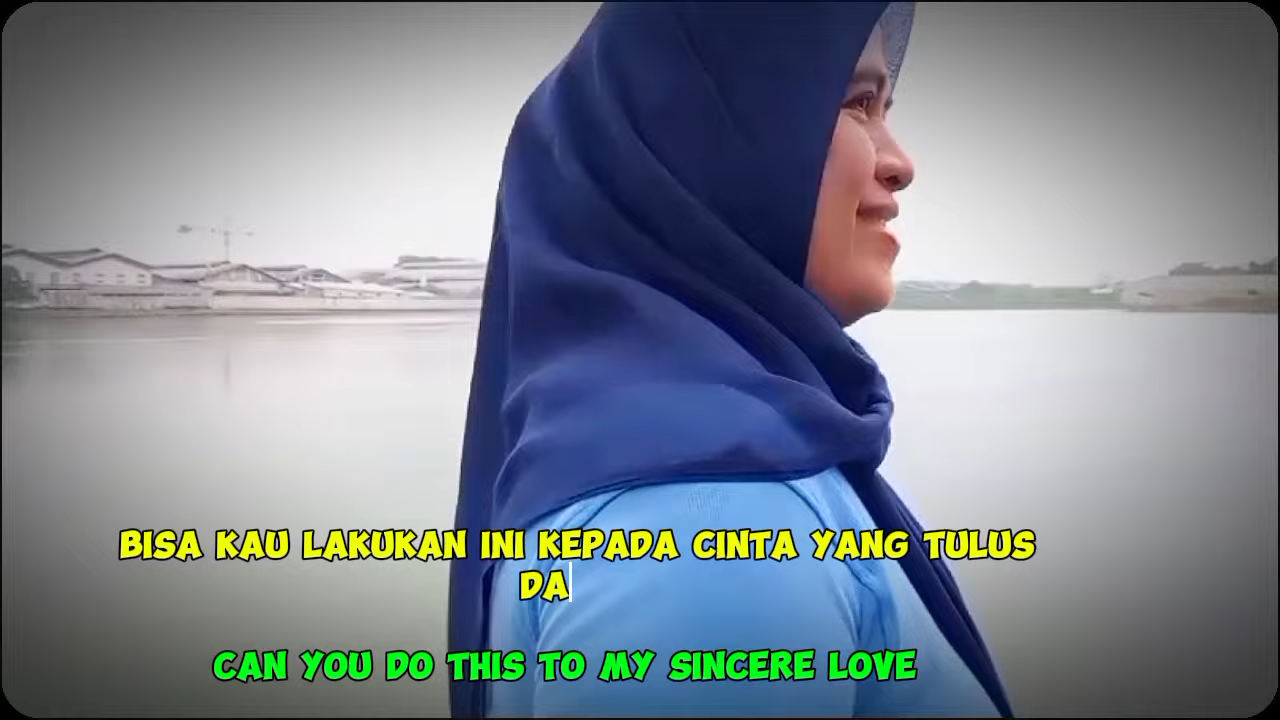 BISA KAU LAKUKAN INI KEPADA CINTA YANG TULUS
DA
CAN YOU DO THIS TO MY SINCERE LOVE